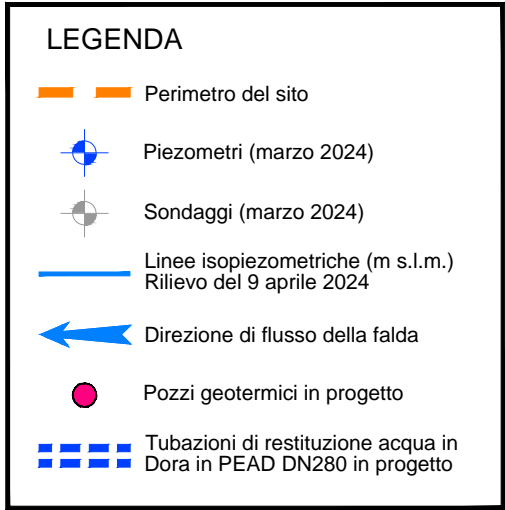 LEGENDA
Perimetro del sito
Piezometri (marzo 2024)
Sondaggi (marzo 2024)
Linee isopiezometriche (m s.l.m.)
Rilievo del 9 aprile 2024
Direzione di flusso della falda
Pozzi geotermici in progetto
Tubazioni di restituzione acqua in
Dora in PEAD DN280 in progetto